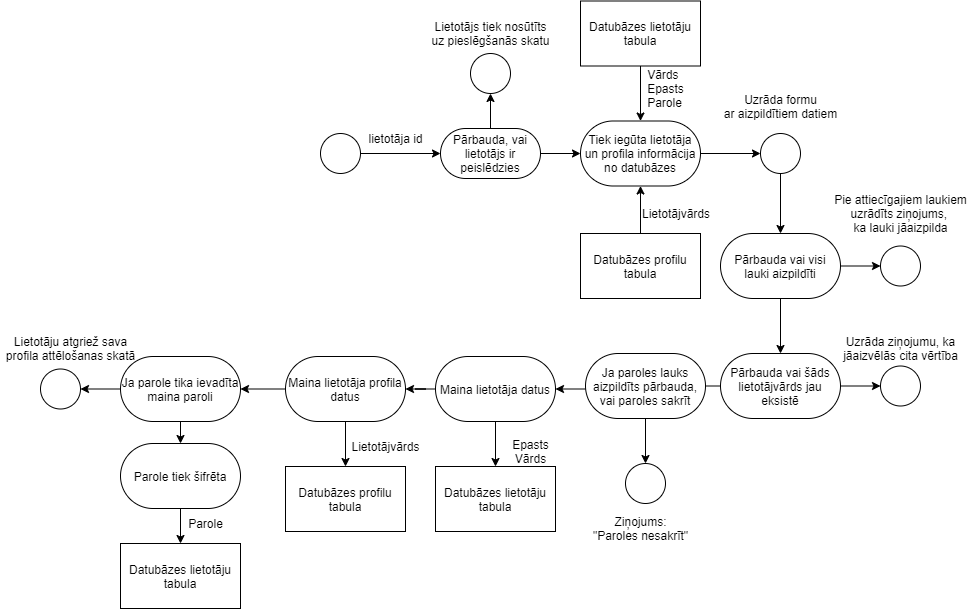 Lietotājs tiek nosūtīts
uz pieslēgšanās skatu
Datubāzes lietotāju
tabula
Vārds
Epasts
Parole
Uzrāda formu
ar aizpildītiem datiem
lietotāja id
Pārbauda, vai
lietotājs ir
peislēdzies
Tiek iegūta lietotāja
un profila informācija
no datubāzes
Lietotājvārds
Datubāzes profilu
tabula
Pie attiecīgajiem laukiem
uzrādīts ziņojums,
ka lauki jāaizpilda
Pārbauda vai visi
lauki aizpildīti
Uzrāda ziņojumu, ka
jāaizvēlās cita vērtība
Pārbauda vai šāds
lietotājvārds jau
eksistē
Ja paroles lauks
aizpildīts pārbauda,
vai paroles sakrīt
Ziņojums:
"Paroles nesakrīt"
Maina lietotāja datus
Epasts
Vārds
Datubāzes lietotāju
tabula
Maina lietotāja profila
datus
Lietotājvārds
Datubāzes profilu
tabula
Lietotāju atgriež sava
profila attēlošanas skatā
Ja parole tika ievadīta
maina paroli
Parole tiek šifrēta
Parole
Datubāzes lietotāju
tabula